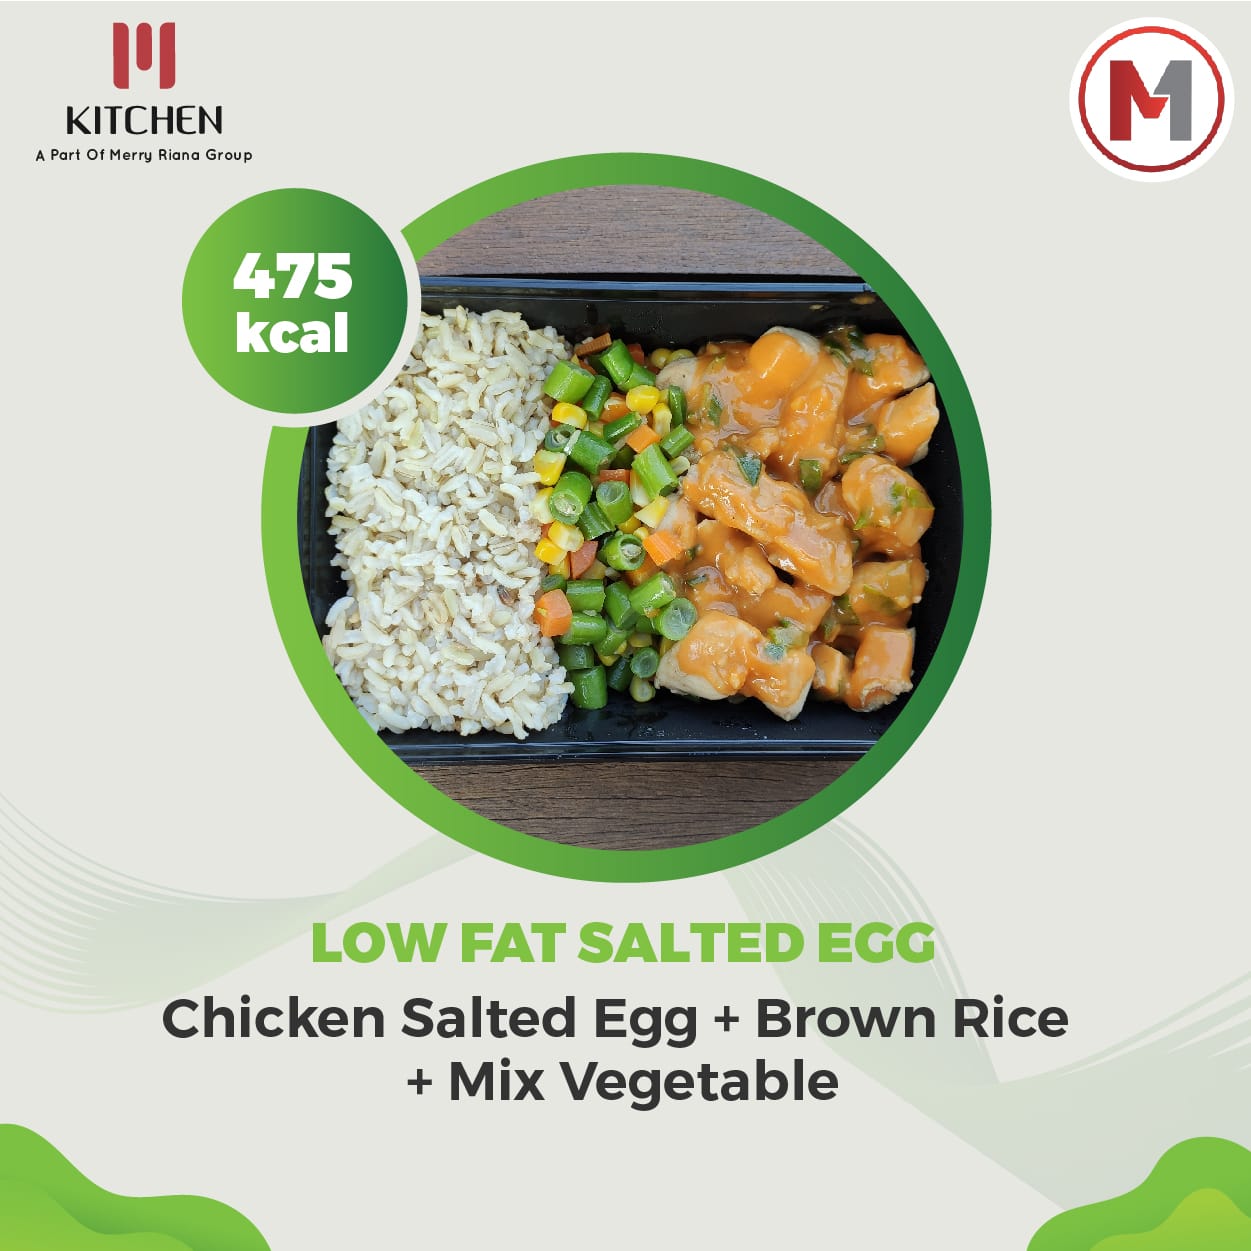 KITCHEN
A Part Of Merry Riana Group
M1
475
kcal
LOW FAT SALTED EGG
Chicken Salted Egg + Brown Rice
+ Mix Vegetable